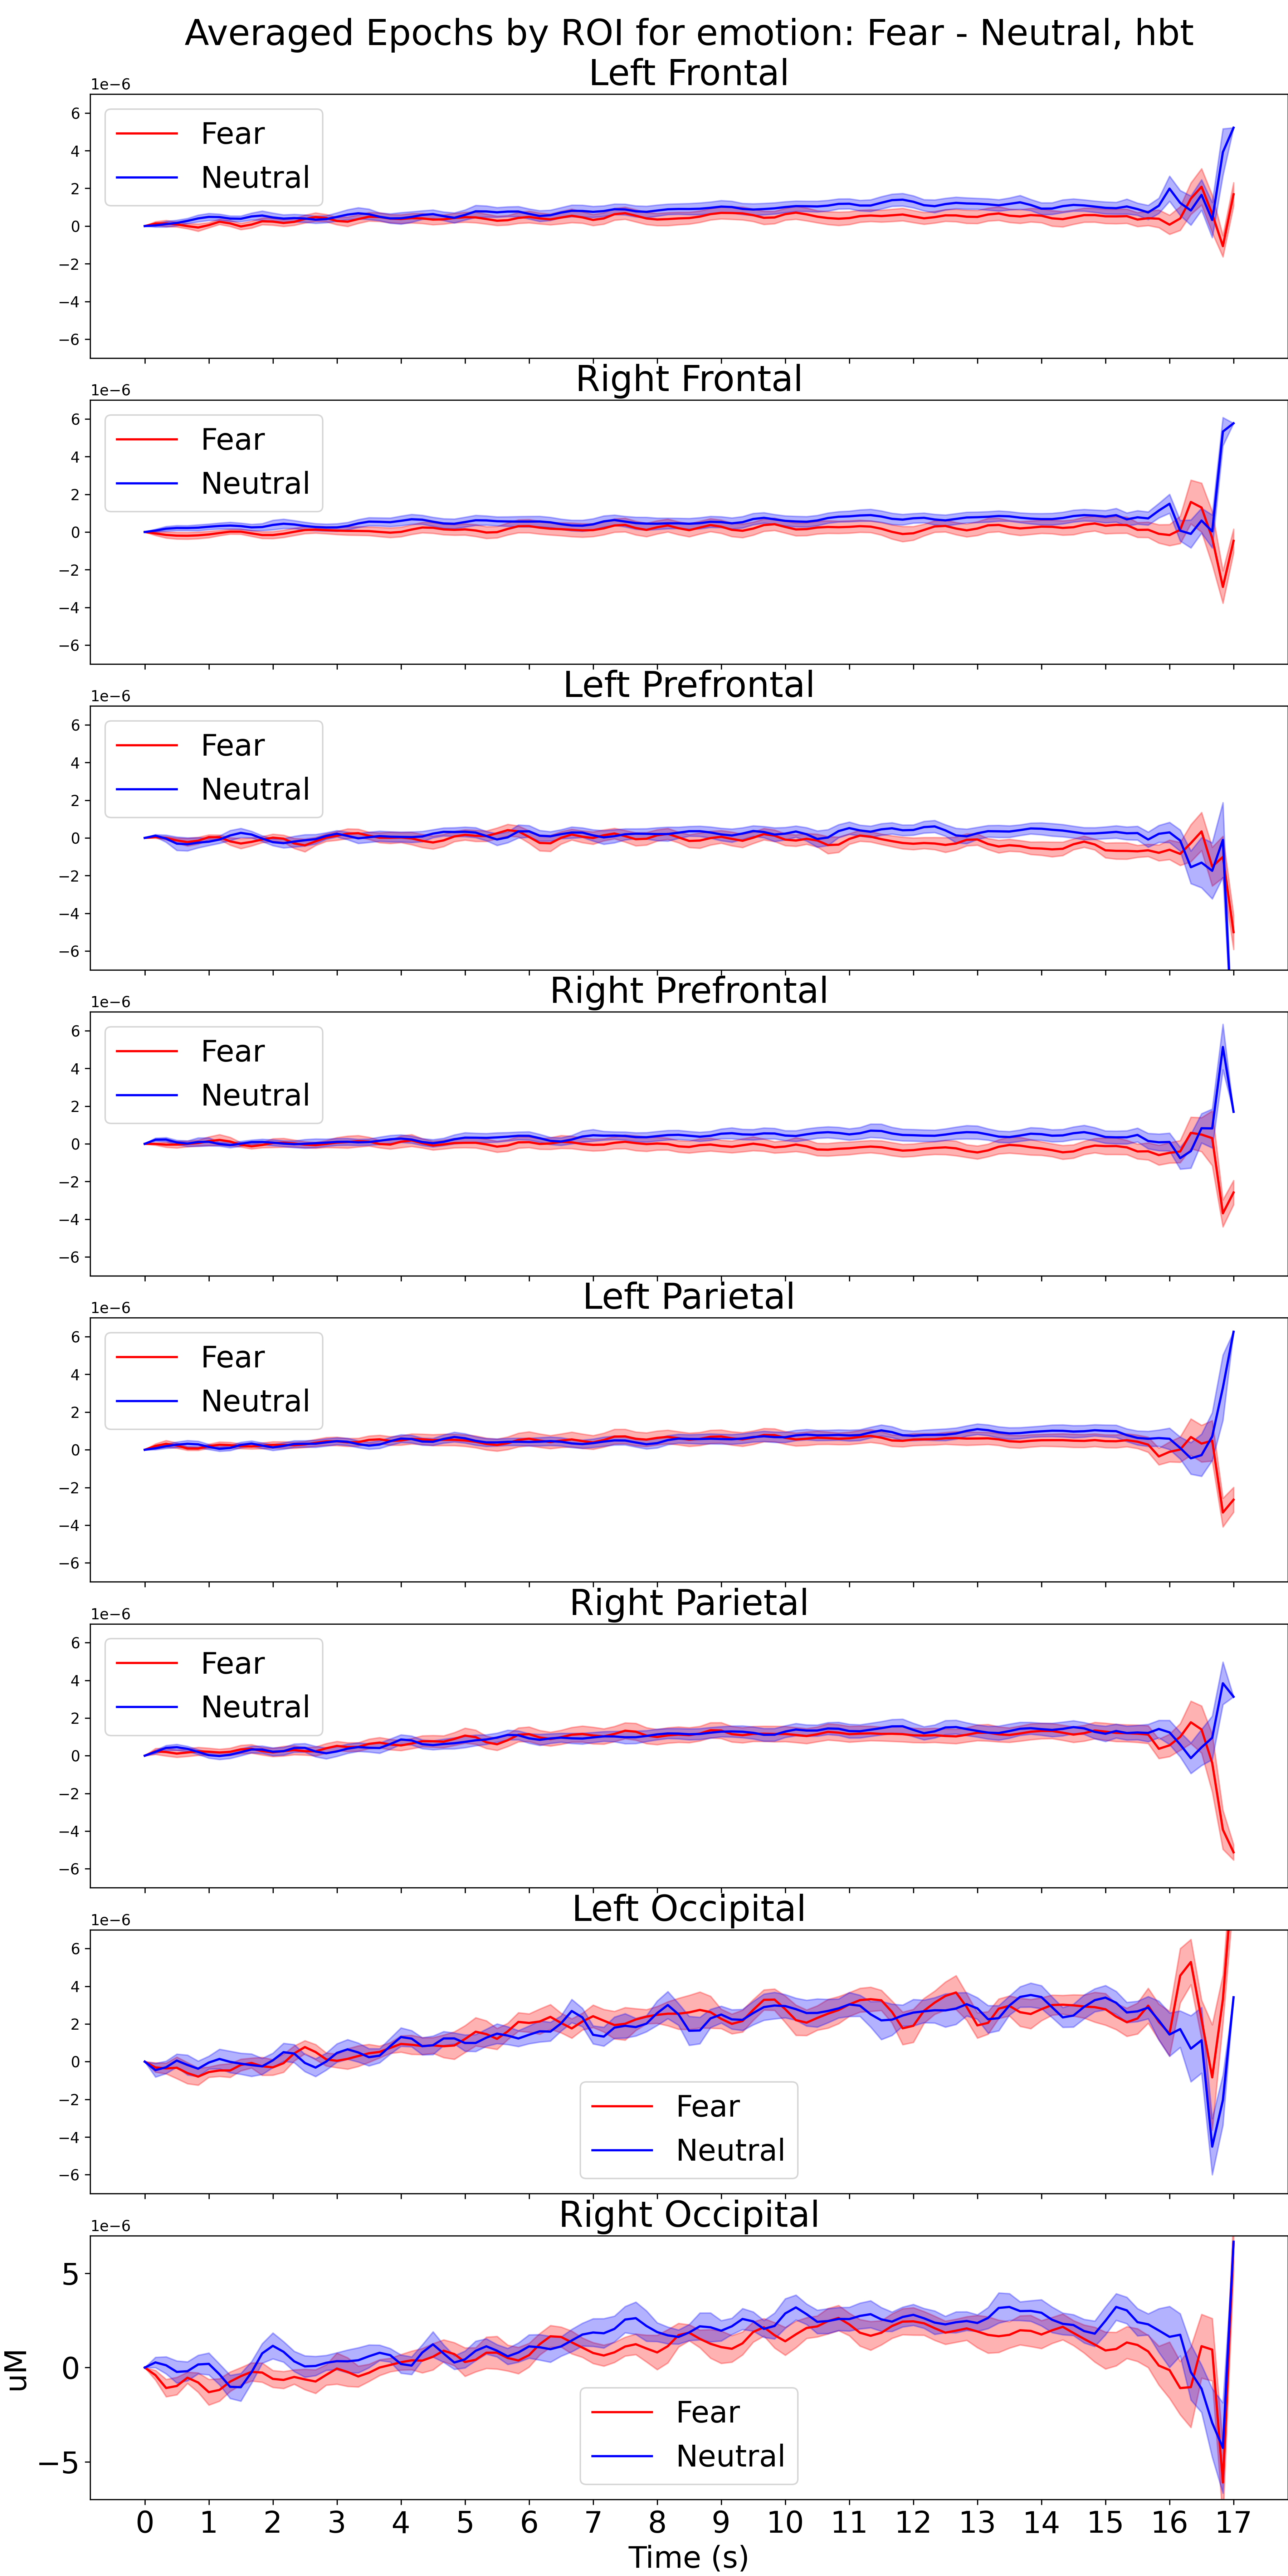 Averaged Epochs by ROI for emotion: Fear - Neutral, hbt
Left Frontal
1e−6
6
4
2
0
−2
−4
−6
Fear
Neutral
Right Frontal
1e−6
6
4
2
0
−2
−4
−6
Fear
Neutral
Left Prefrontal
1e−6
6
4
2
0
−2
−4
−6
Fear
Neutral
Right Prefrontal
1e−6
6
4
2
0
−2
−4
−6
Fear
Neutral
Left Parietal
1e−6
6
4
2
0
−2
−4
−6
Fear
Neutral
Right Parietal
1e−6
6
4
2
0
−2
−4
−6
Fear
Neutral
Left Occipital
1e−6
6
4
2
0
−2
−4
−6
Fear
Neutral
Right Occipital
1e−6
5
0
−5
uM
Fear
Neutral
0 1 2 3 4 5 6 7 8 9 10 11 12 13 14 15 16 17
Time (s)